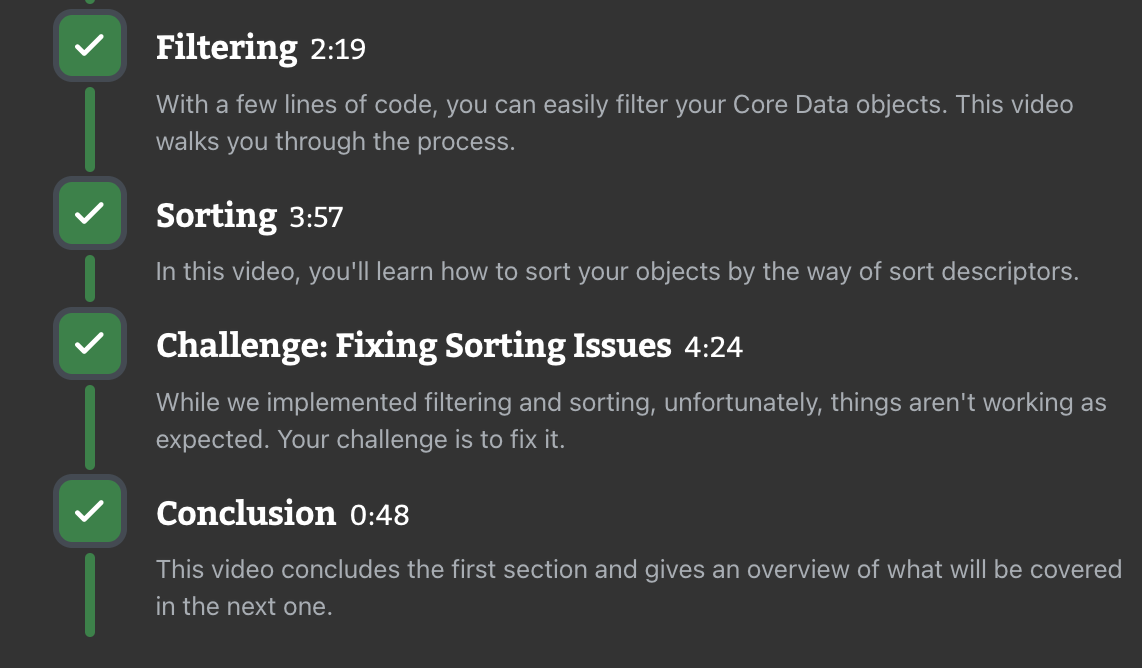 Filtering 2:19
With a few lines of code, you can easily filter your Core Data objects. This video
walks you through the process.
Sorting 3:57
In this video, you'll learn how to sort your objects by the way of sort descriptors.
Challenge: Fixing Sorting Issues 4:24
While we implemented filtering and sorting, unfortunately, things aren't working as
expected. Your challenge is to fix it.
Conclusion 0:48
This video concludes the first section and gives an overview of what will be covered
in the next one.